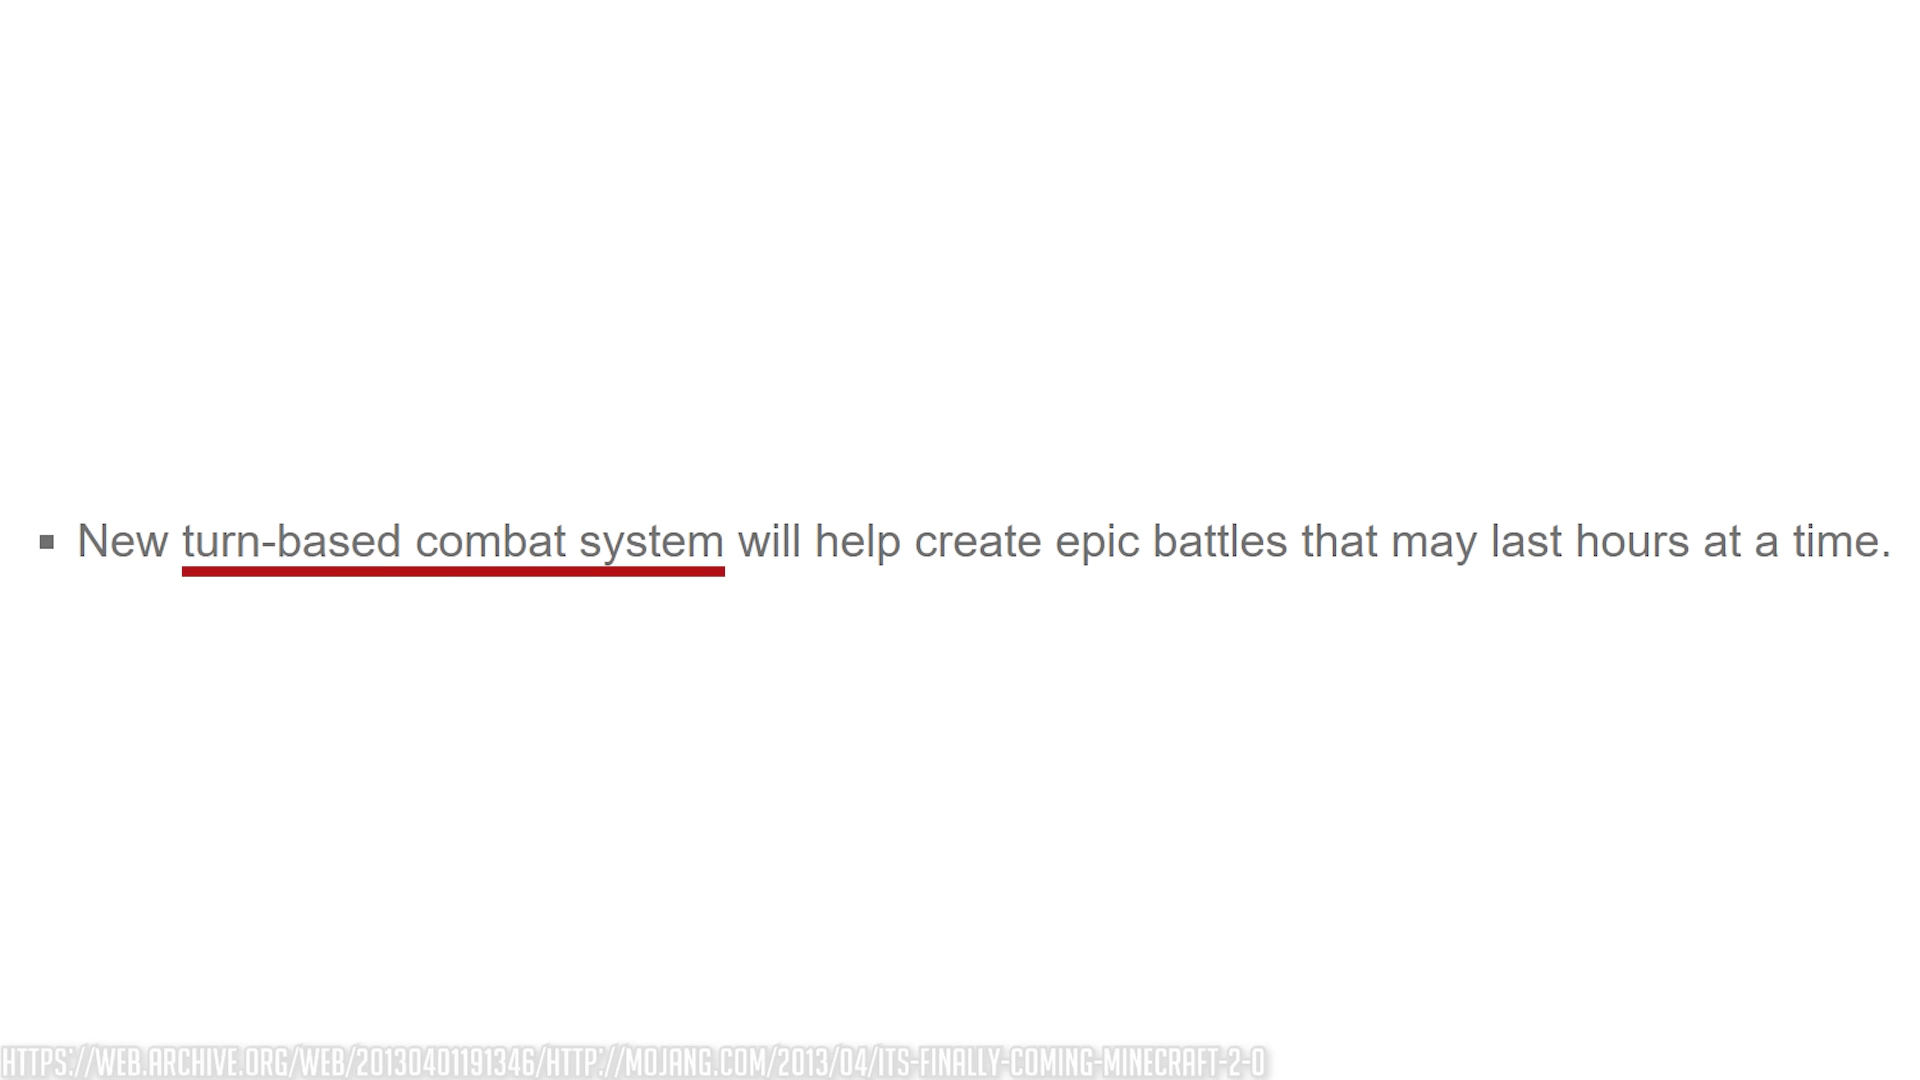 ▪ New turn-based combat system will help create epic battles that may last hours at a time.
HTTPS://WEB.ARCHIVE.ORG/WEB/20130401191346/HTTP://MOJANG.COM/2013/04/ITS-FINALLY-COMING-MINECRAFT-2-0